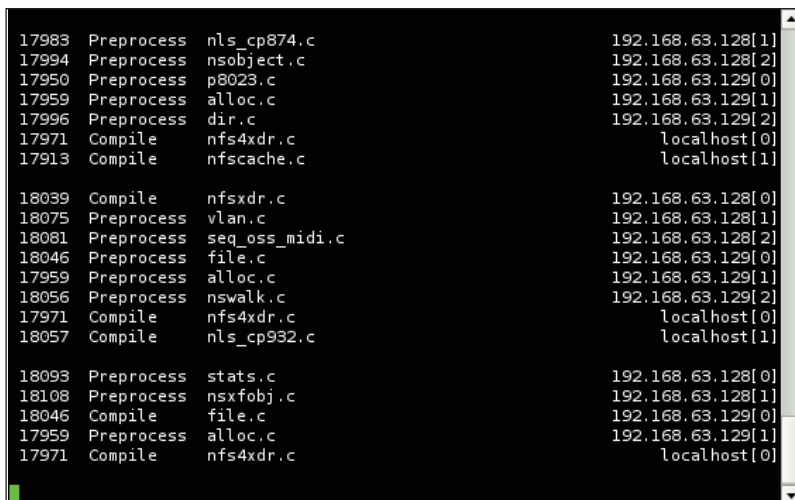 17983 Preprocess nls_cp874.c 192.168.63.128[1]
17994 Preprocess nsobject.c 192.168.63.128[2]
17950 Preprocess p8023.c 192.168.63.129[0]
17959 Preprocess alloc.c 192.168.63.129[1]
17996 Preprocess dir.c 192.168.63.129[2]
17971 Compile nfs4xdr.c localhost[0]
17913 Compile nfscache.c localhost[1]
18039 Compile nfsxdr.c 192.168.63.128[0]
18075 Preprocess vlan.c 192.168.63.128[1]
18081 Preprocess seq_oss_midi.c 192.168.63.128[2]
18046 Preprocess file.c 192.168.63.129[0]
17959 Preprocess alloc.c 192.168.63.129[1]
18056 Preprocess nswalk.c 192.168.63.129[2]
17971 Compile nfs4xdr.c localhost[0]
18057 Compile nls_cp932.c localhost[1]
18093 Preprocess stats.c 192.168.63.128[0]
18108 Preprocess nsxfobj.c 192.168.63.128[1]
18046 Compile file.c 192.168.63.129[0]
17959 Preprocess alloc.c 192.168.63.129[1]
17971 Compile nfs4xdr.c localhost[0]